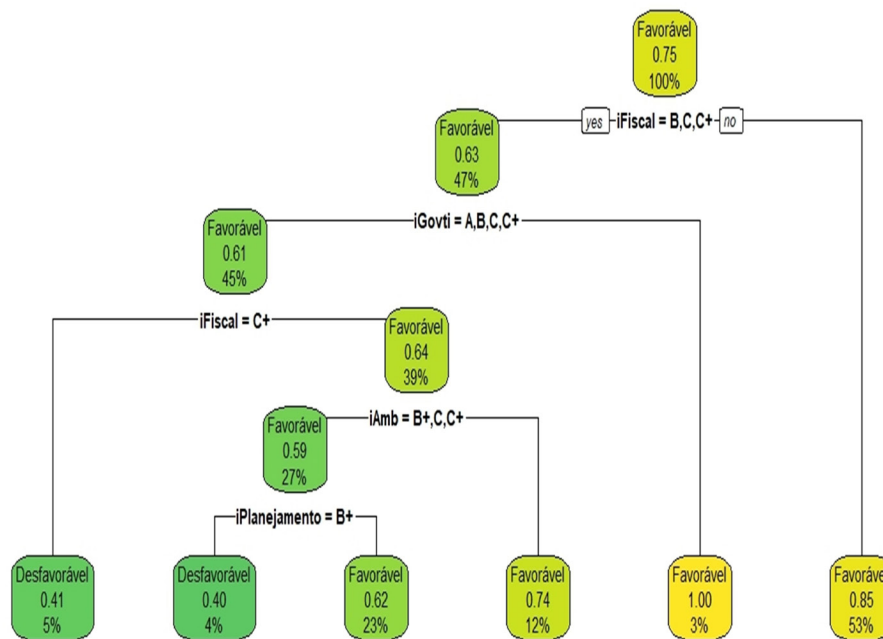 Favorável
0.75
100%
yes iFiscal = B,C,C+ no
Favorável
0.63
47%
iGovti = A,B,C,C+
Favorável
0.61
45%
iFiscal = C+
Favorável
0.64
39%
iAmb = B+,C,C+
Favorável
0.59
27%
iPlanejamento = B+
Desfavorável
0.41
5%
Desfavorável
0.40
4%
Favorável
0.62
23%
Favorável
0.74
12%
Favorável
1.00
3%
Favorável
0.85
53%